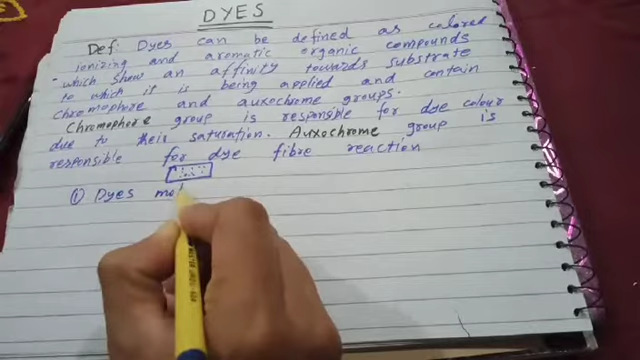 DYES
Def: Dyes can be defined as colored
ionizing and aromatic organic compounds
which show an affinity towards substrate
to which it is being applied and contain
chromophore and auxochrome groups.
Chromophore group is responsible for dye colour
due to their saturation. Auxochrome group is
responsible for dye fibre reaction
① Dyes mol